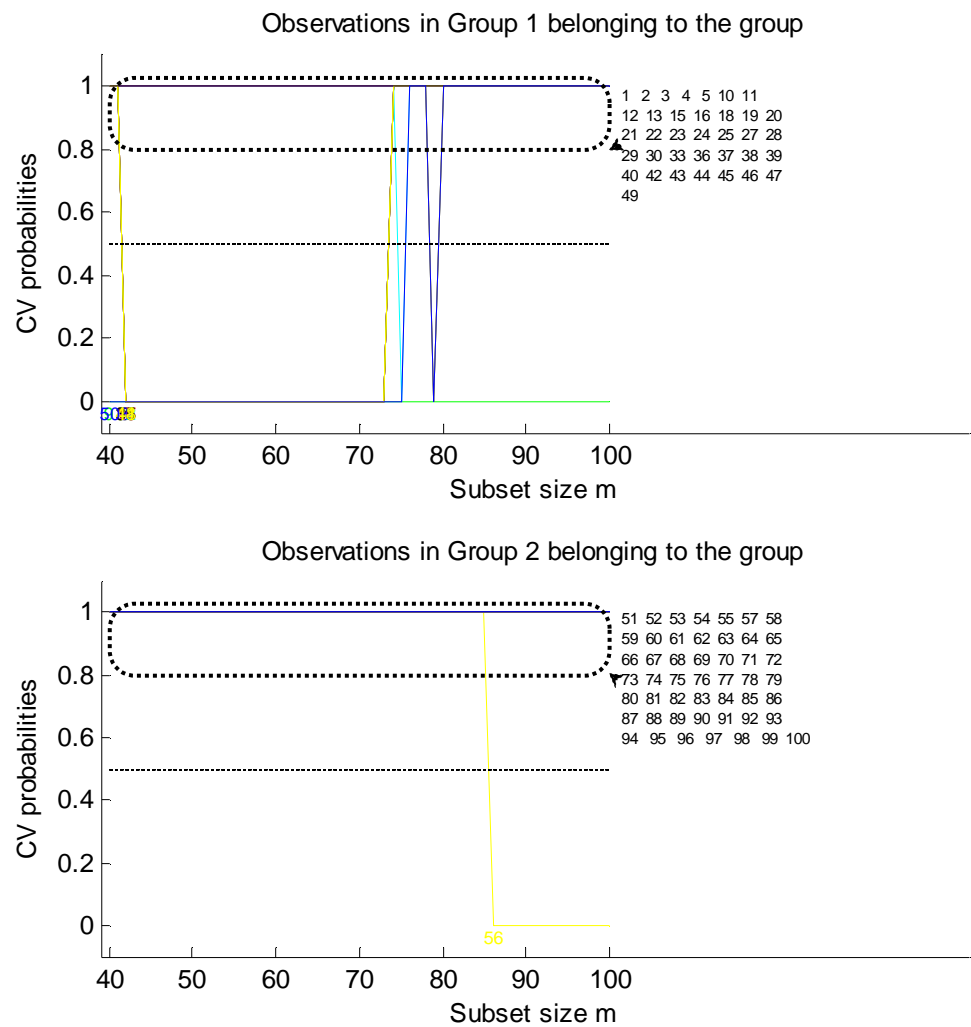 Observations in Group 1 belonging to the group
CV probabilities
1
0.8
0.6
0.4
0.2
0
1 2 3 4 5 10 11
12 13 15 16 18 19 20
21 22 23 24 25 27 28
29 30 33 36 37 38 39
40 42 43 44 45 46 47
49
40 50 60 70 80 90 100
Subset size m
Observations in Group 2 belonging to the group
CV probabilities
1
0.8
0.6
0.4
0.2
0
51 52 53 54 55 57 58
59 60 61 62 63 64 65
66 67 68 69 70 71 72
73 74 75 76 77 78 79
80 81 82 83 84 85 86
87 88 89 90 91 92 93
94 95 96 97 98 99 100
56
40 50 60 70 80 90 100
Subset size m